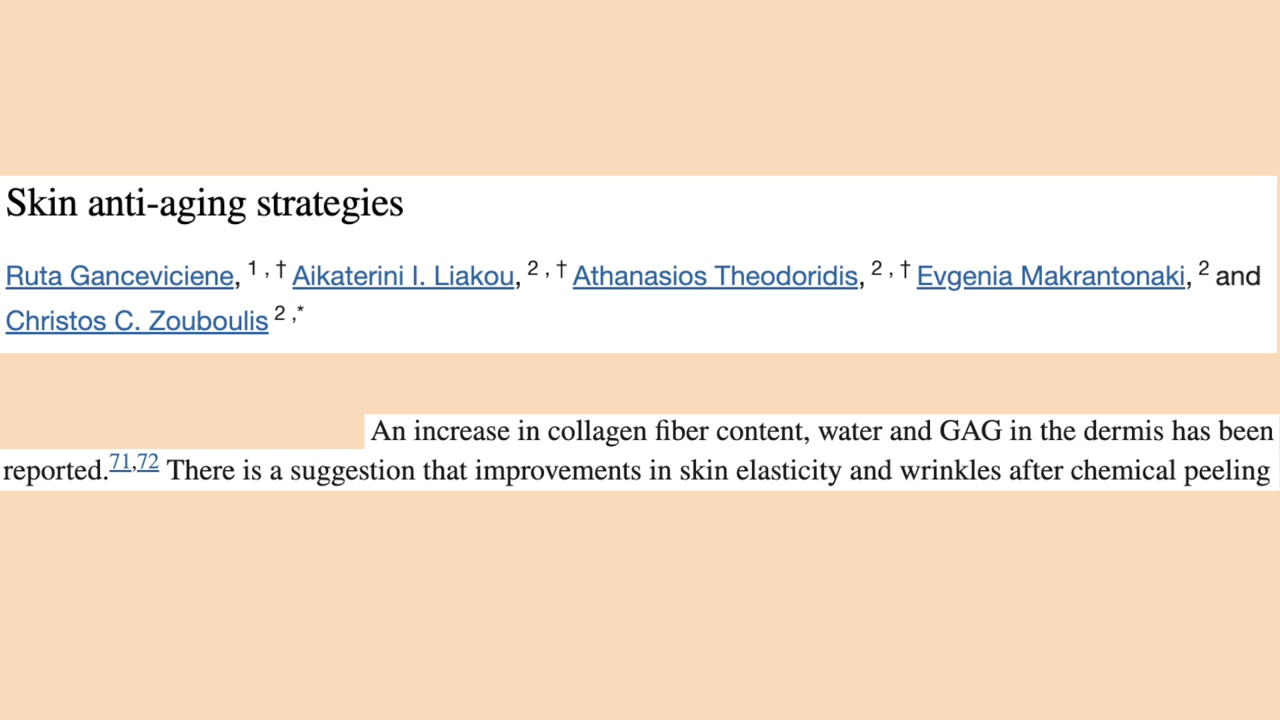 Skin anti-aging strategies
Ruta Ganceviciene, 1 , † Aikaterini I. Liakou, 2 , † Athanasios Theodoridis, 2 , † Evgenia Makrantonaki, 2 and
Christos C. Zouboulis 2 ,*
An increase in collagen fiber content, water and GAG in the dermis has been
reported.71,72 There is a suggestion that improvements in skin elasticity and wrinkles after chemical peeling